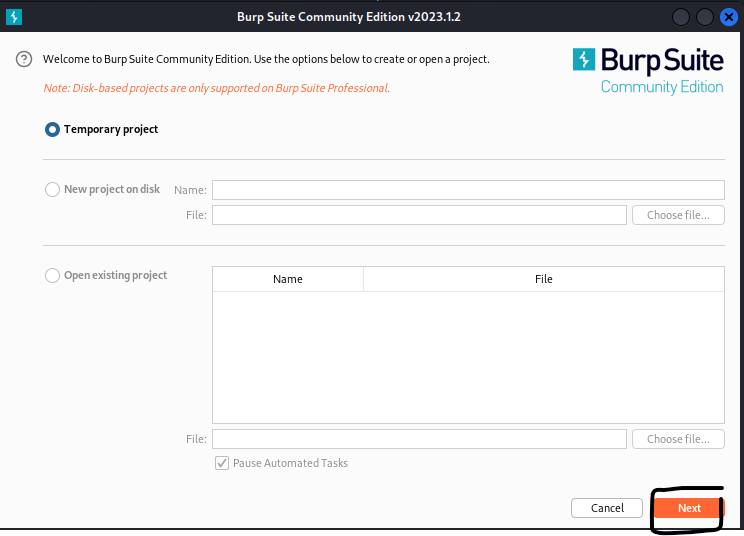 Burp Suite Community Edition v2023.1.2
Welcome to Burp Suite Community Edition. Use the options below to create or open a project.
Note: Disk-based projects are only supported on Burp Suite Professional.
Burp Suite
Community Edition
Temporary project
New project on disk Name:
File: Choose file...
Open existing project
Name File
File: Choose file...
Pause Automated Tasks
Cancel Next